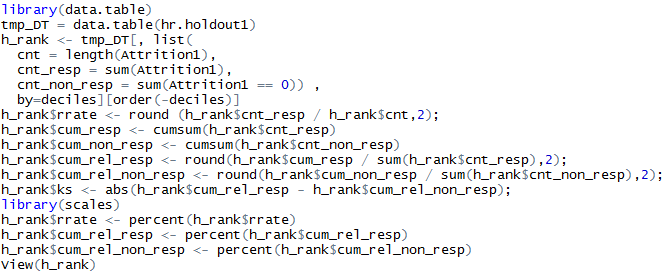 library(data.table)
tmp_DT = data.table(hr.holdout1)
h_rank <- tmp_DT[, list(
  cnt = length(Attrition1),
  cnt_resp = sum(Attrition1),
  cnt_non_resp = sum(Attrition1 == 0)) ,
  by=deciles][order(-deciles)]
h_rank$rrate <- round (h_rank$cnt_resp / h_rank$cnt,2);
h_rank$cum_resp <- cumsum(h_rank$cnt_resp)
h_rank$cum_non_resp <- cumsum(h_rank$cnt_non_resp)
h_rank$cum_rel_resp <- round(h_rank$cum_resp / sum(h_rank$cnt_resp),2);
h_rank$cum_rel_non_resp <- round(h_rank$cum_non_resp / sum(h_rank$cnt_non_resp),2);
h_rank$ks <- abs(h_rank$cum_rel_resp - h_rank$cum_rel_non_resp);
library(scales)
h_rank$rrate <- percent(h_rank$rrate)
h_rank$cum_rel_resp <- percent(h_rank$cum_rel_resp)
h_rank$cum_rel_non_resp <- percent(h_rank$cum_rel_non_resp)
View(h_rank)